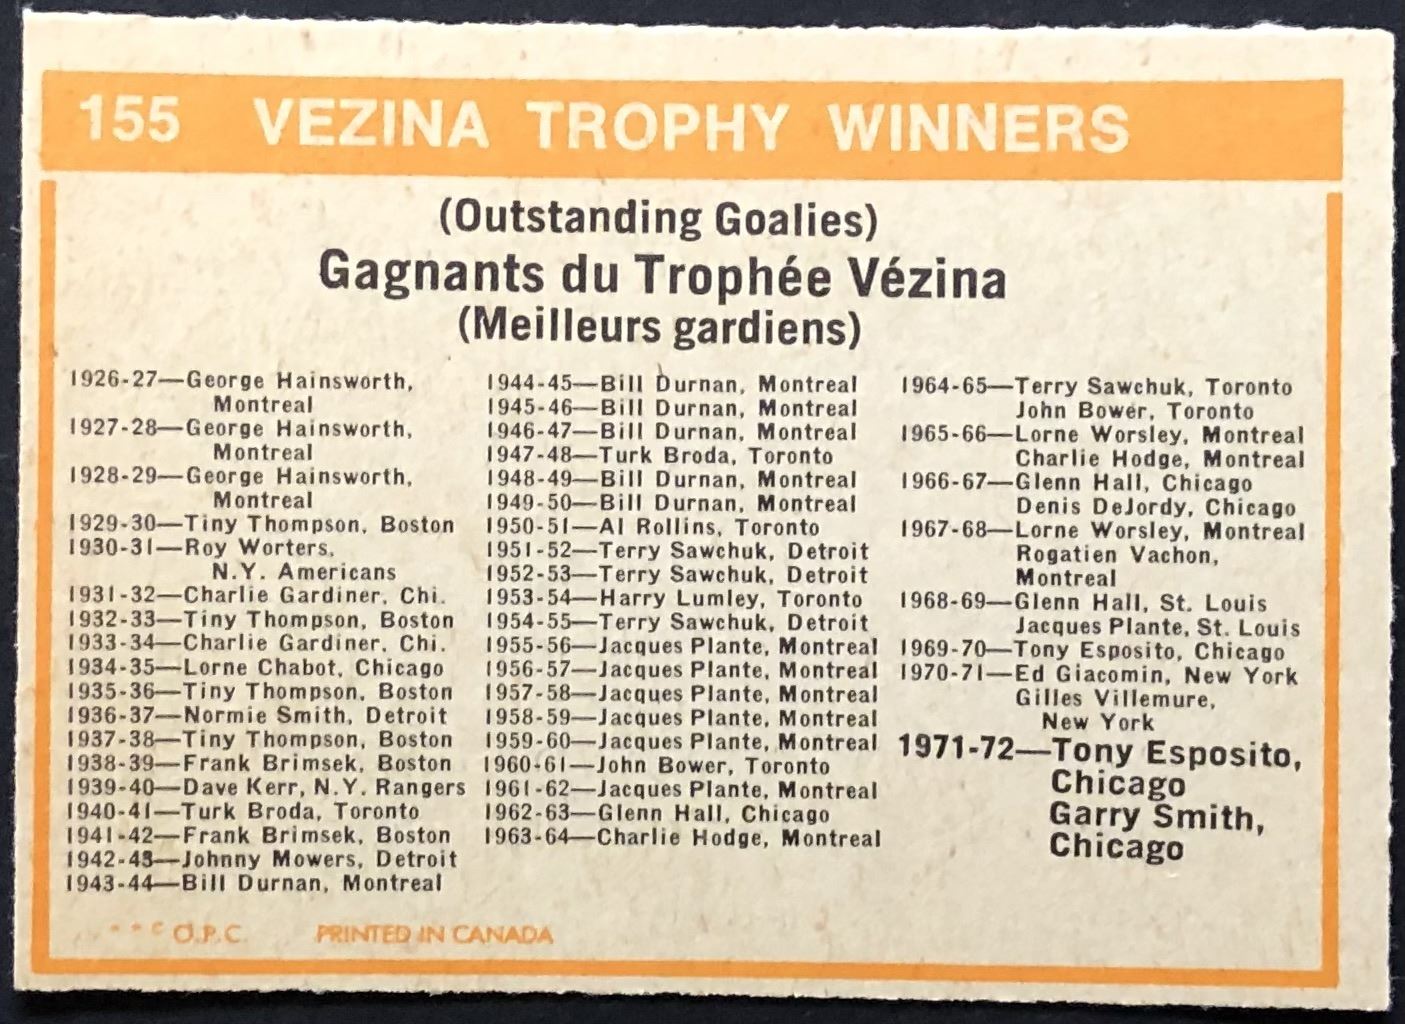 155 VEZINA TROPHY WINNERS
(Outstanding Goalies)
Gagnants du Trophée Vézina
(Meilleurs gardiens)
1926-27—George Hainsworth,
Montreal
1927-28—George Hainsworth,
Montreal
1928-29—George Hainsworth,
Montreal
1929-30—Tiny Thompson, Boston
1930-31—Roy Worters,
N.Y. Americans
1931-32—Charlie Gardiner, Chi.
1932-33—Tiny Thompson, Boston
1933-34—Charlie Gardiner, Chi.
1934-35—Lorne Chabot, Chicago
1935-36—Tiny Thompson, Boston
1936-37—Normie Smith, Detroit
1937-38—Tiny Thompson, Boston
1938-39—Frank Brimsek, Boston
1939-40—Dave Kerr, N.Y. Rangers
1940-41—Turk Broda, Toronto
1941-42—Frank Brimsek, Boston
1942-43—Johnny Mowers, Detroit
1943-44—Bill Durnan, Montreal
1944-45—Bill Durnan, Montreal
1945-46—Bill Durnan, Montreal
1946-47—Bill Durnan, Montreal
1947-48—Turk Broda, Toronto
1948-49—Bill Durnan, Montreal
1949-50—Bill Durnan, Montreal
1950-51—Al Rollins, Toronto
1951-52—Terry Sawchuk, Detroit
1952-53—Terry Sawchuk, Detroit
1953-54—Harry Lumley, Toronto
1954-55—Terry Sawchuk, Detroit
1955-56—Jacques Plante, Montreal
1956-57—Jacques Plante, Montreal
1957-58—Jacques Plante, Montreal
1958-59—Jacques Plante, Montreal
1959-60—Jacques Plante, Montreal
1960-61—John Bower, Toronto
1961-62—Jacques Plante, Montreal
1962-63—Glenn Hall, Chicago
1963-64—Charlie Hodge, Montreal
1964-65—Terry Sawchuk, Toronto
John Bower, Toronto
1965-66—Lorne Worsley, Montreal
Charlie Hodge, Montreal
1966-67—Glenn Hall, Chicago
Denis DeJordy, Chicago
1967-68—Lorne Worsley, Montreal
Rogatien Vachon,
Montreal
1968-69—Glenn Hall, St. Louis
Jacques Plante, St. Louis
1969-70—Tony Esposito, Chicago
1970-71—Ed Giacomin, New York
Gilles Villemure,
New York
1971-72—Tony Esposito,
Chicago
Garry Smith,
Chicago
* * © O.P.C. PRINTED IN CANADA